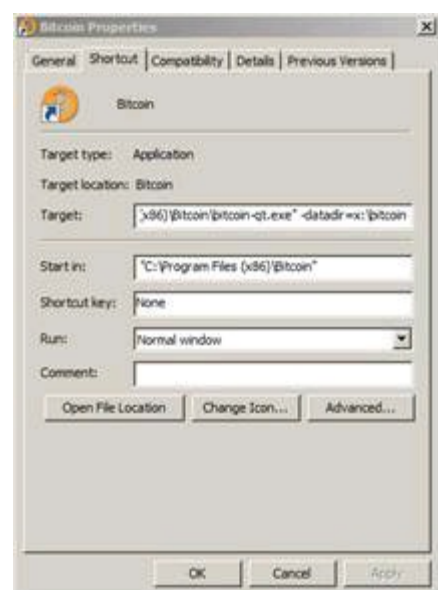 Bitcoin Properties
General Shortcut Compatibility Details Previous Versions
Bitcoin
Target type: Application
Target location: Bitcoin
Target: (x86)\Bitcoin\bitcoin-qt.exe" -datadir=x:\bitcoin
Start in: "C:\Program Files (x86)\Bitcoin"
Shortcut key: None
Run: Normal window
Comment:
Open File Location Change Icon... Advanced...
OK Cancel Apply